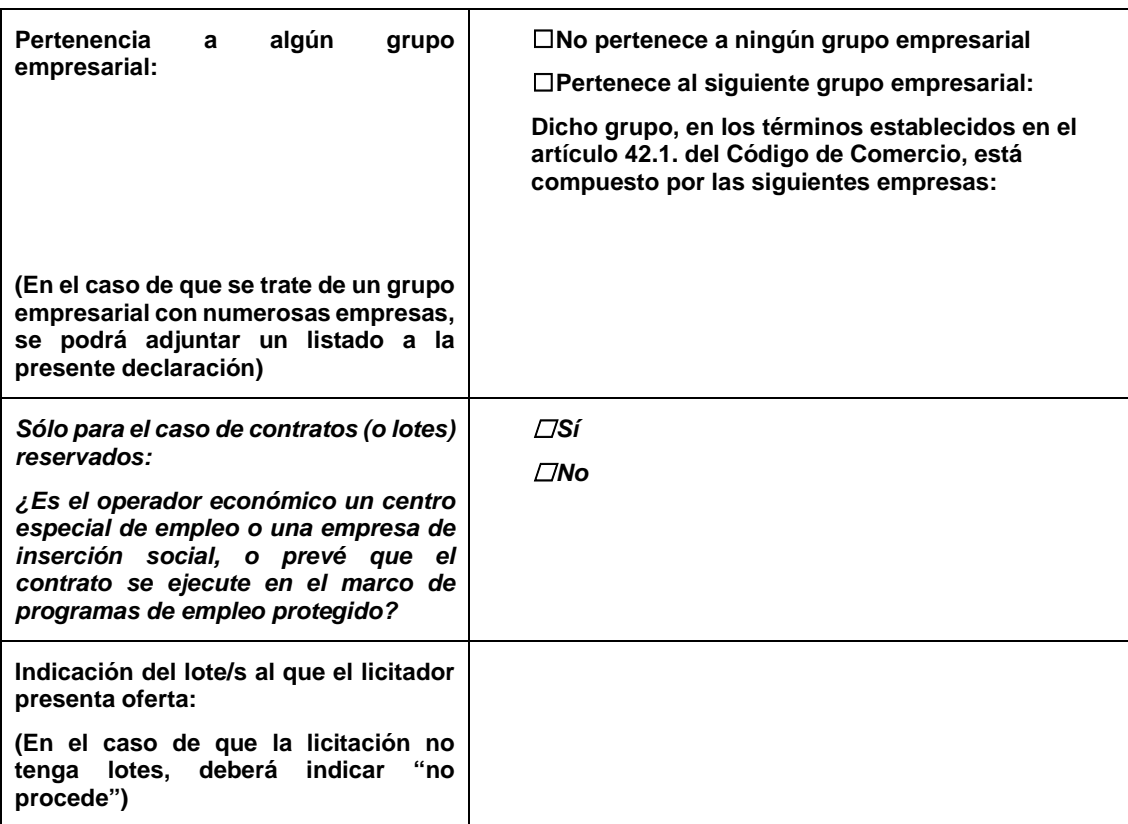 Pertenencia a algún grupo
empresarial:
(En el caso de que se trate de un grupo
empresarial con numerosas empresas,
se podrá adjuntar un listado a la
presente declaración)
☐No pertenece a ningún grupo empresarial
☐Pertenece al siguiente grupo empresarial:
Dicho grupo, en los términos establecidos en el
artículo 42.1. del Código de Comercio, está
compuesto por las siguientes empresas:
Sólo para el caso de contratos (o lotes)
reservados:
¿Es el operador económico un centro
especial de empleo o una empresa de
inserción social, o prevé que el
contrato se ejecute en el marco de
programas de empleo protegido?
☐Sí
☐No
Indicación del lote/s al que el licitador
presenta oferta:
(En el caso de que la licitación no
tenga lotes, deberá indicar “no
procede”)